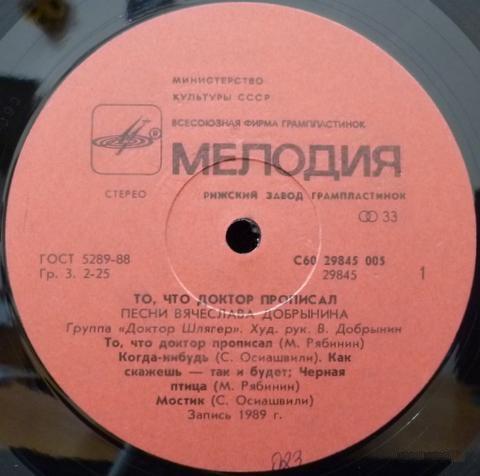 МИНИСТЕРСТВО
КУЛЬТУРЫ СССР
ВСЕСОЮЗНАЯ ФИРМА ГРАМПЛАСТИНОК
МЕЛОДИЯ
СТЕРЕО
РИЖСКИЙ ЗАВОД ГРАМПЛАСТИНОК
33
ГОСТ 5289-88
Гр. 3. 2-25
С60 29845 005
29845
1
ТО, ЧТО ДОКТОР ПРОПИСАЛ
ПЕСНИ ВЯЧЕСЛАВА ДОБРЫНИНА
Группа «Доктор Шлягер». Худ. рук. В. Добрынин
То, что доктор прописал (М. Рябинин)
Когда-нибудь (С. Осиашвили). Как
скажешь — так и будет; Черная
птица (М. Рябинин)
Мостик (С. Осиашвили)
Запись 1989 г.